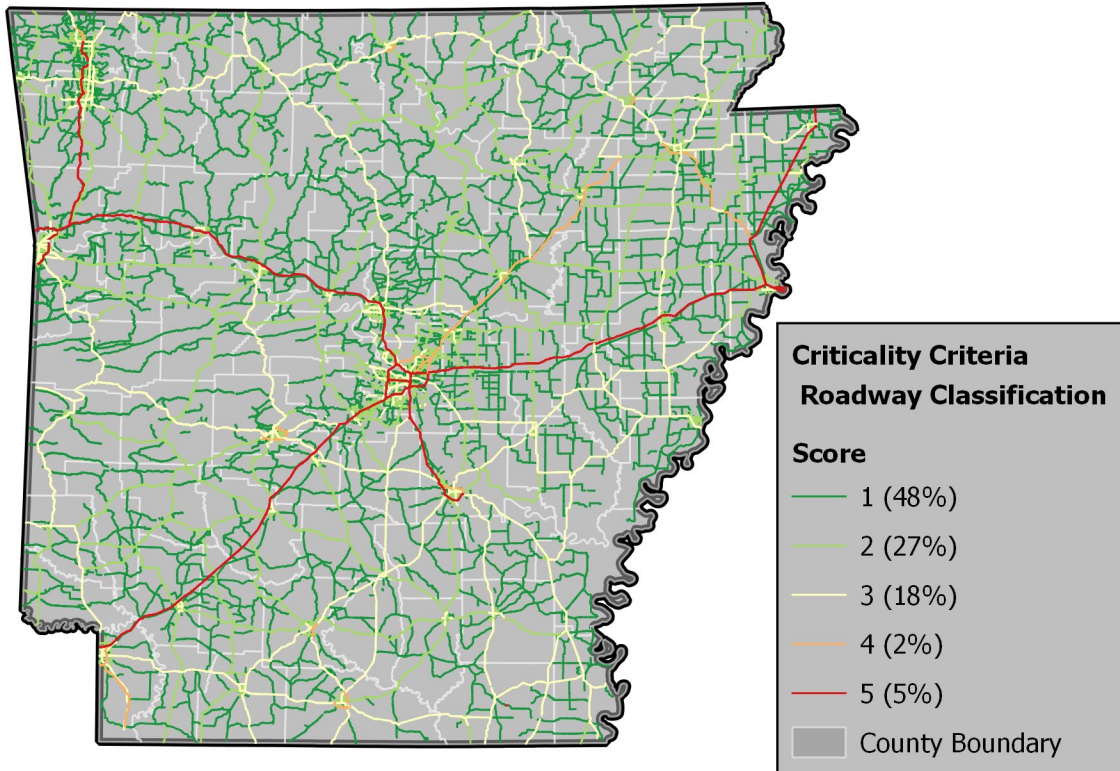 Criticality Criteria
Roadway Classification
Score
1 (48%)
2 (27%)
3 (18%)
4 (2%)
5 (5%)
County Boundary